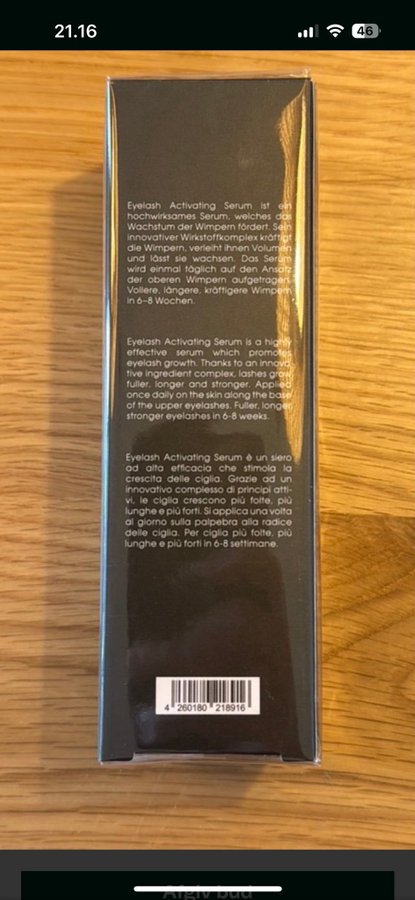 21.16
46
Eyelash Activating Serum ist ein
hochwirksames Serum, welches das
Wachstum der Wimpern fördert. Sein
innovativer Wirkstoffkomplex kräftigt
die Wimpern, verleiht ihnen Volumen
und lässt sie wachsen. Das Serum
wird einmal täglich auf den Ansatz
der oberen Wimpern aufgetragen.
Vollere, längere, kräftigere Wimpern
in 6-8 Wochen.
Eyelash Activating Serum is a highly
effective serum which promotes
eyelash growth. Thanks to an innova-
tive ingredient complex, lashes grow
fuller, longer and stronger. Applied
once daily on the skin along the base
of the upper eyelashes. Fuller, longer,
stronger eyelashes in 6-8 weeks.
Eyelash Activating Serum è un siero
ad alta efficacia che stimola la
crescita delle ciglia. Grazie ad un
innovativo complesso di principi atti-
vi, le ciglia crescono più folte, più
lunghe e più forti. Si applica una volta
al giorno sulla palpebra alla radice
delle ciglia. Per ciglia più folte, più
lunghe e più forti in 6-8 settimane.
4 260180 218916
Afgiv bud